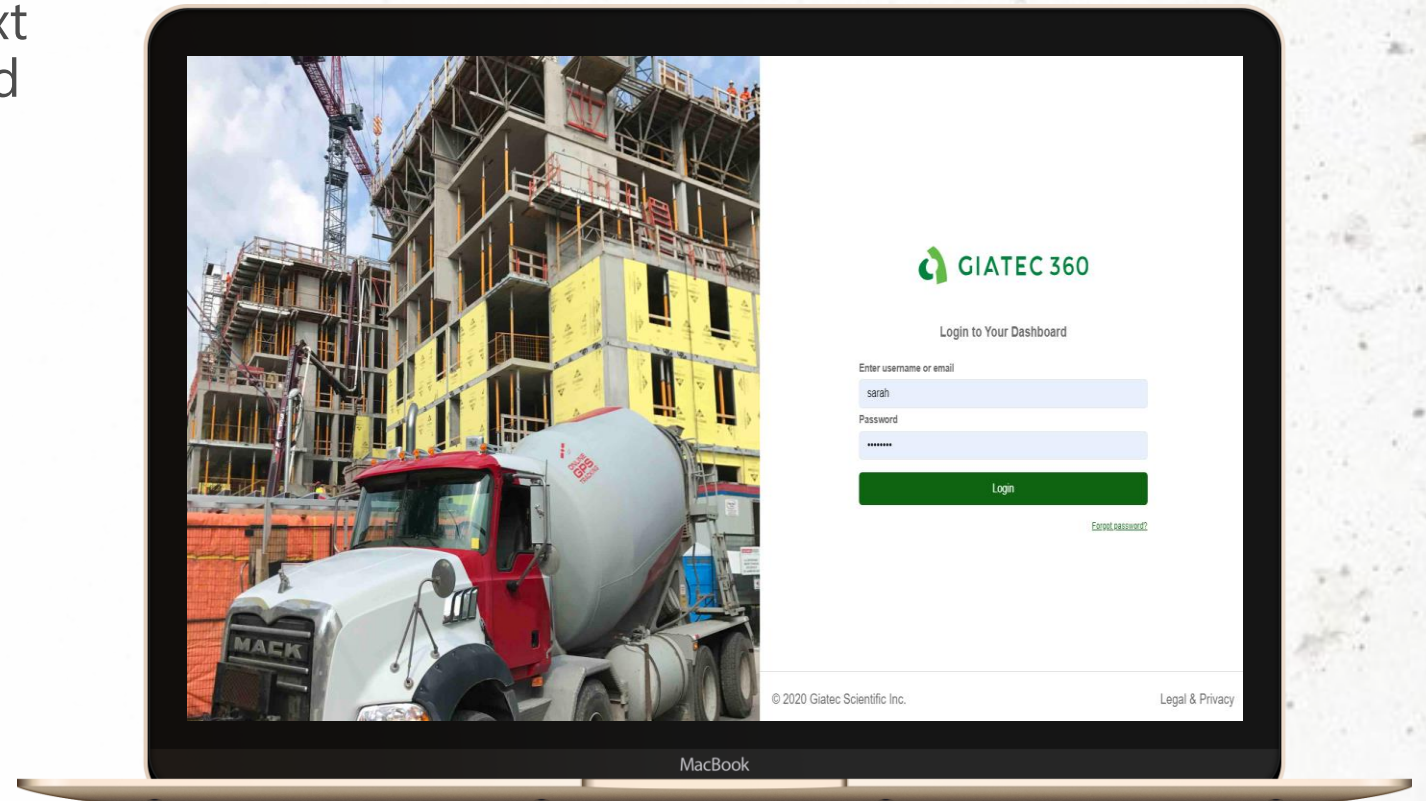 xt
d
GIATEC 360
Login to Your Dashboard
Enter username or email
sarah
Password
••••••••
Login
Forgot password?
© 2020 Giatec Scientific Inc.
Legal & Privacy
MACK
MacBook